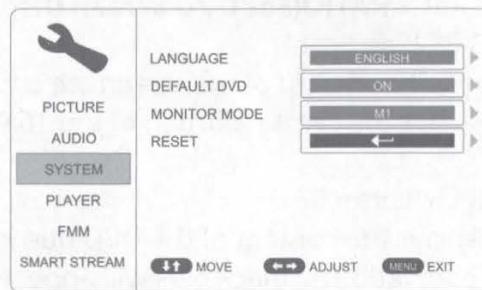 PICTURE
AUDIO
SYSTEM
PLAYER
FMM
SMART STREAM
LANGUAGE ENGLISH
DEFAULT DVD ON
MONITOR MODE M1
RESET
MOVE ADJUST MENU EXIT